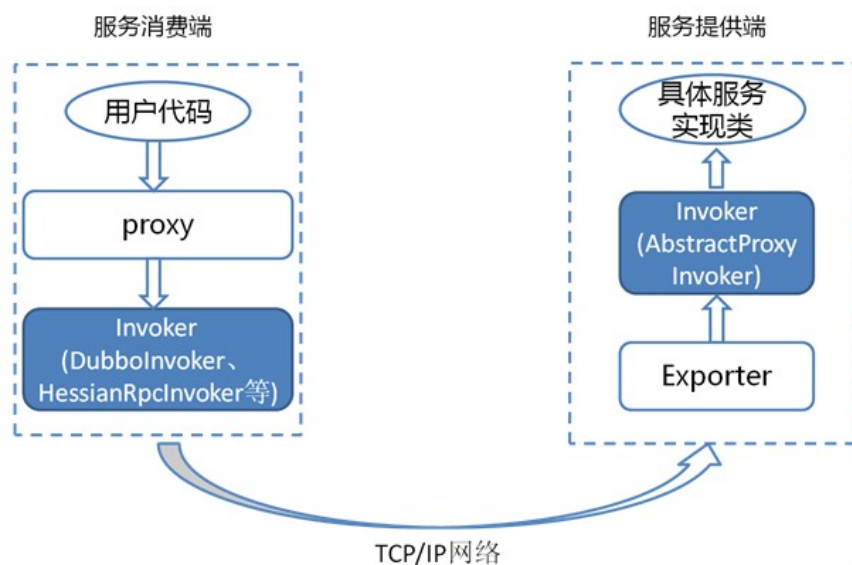 服务消费端
用户代码
proxy
Invoker
(DubboInvoker、
HessianRpcInvoker等)
服务提供端
具体服务
实现类
Invoker
(AbstractProxy
Invoker)
Exporter
TCP/IP网络